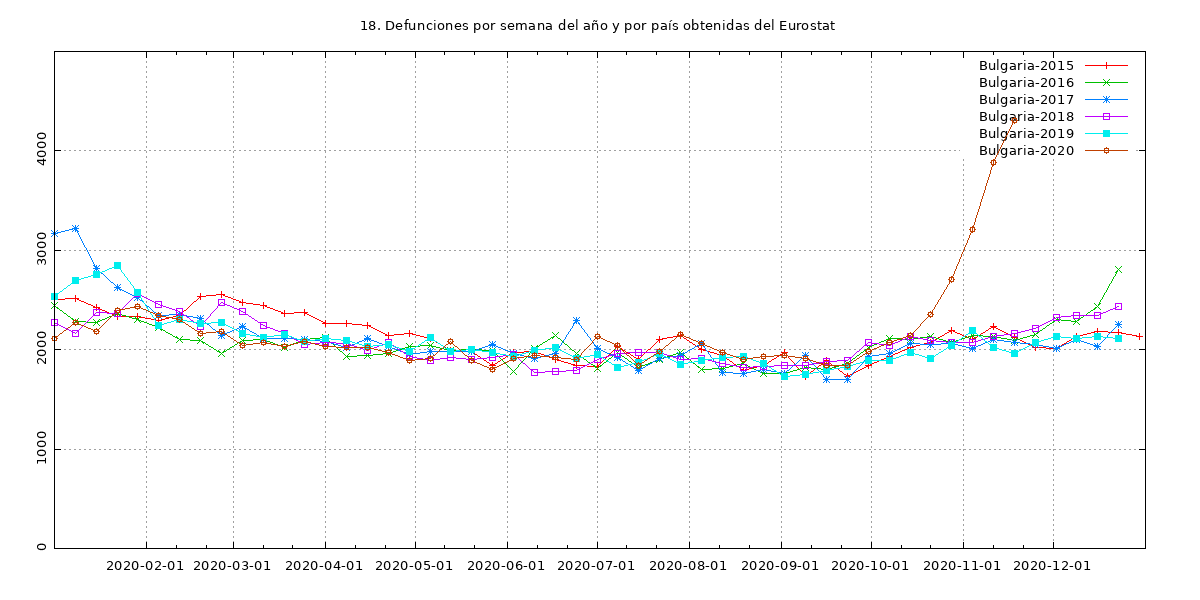 18. Defunciones por semana del año y por país obtenidas del Eurostat
Bulgaria-2015
Bulgaria-2016
Bulgaria-2017
Bulgaria-2018
Bulgaria-2019
Bulgaria-2020
4000
3000
2000
1000
0
2020-02-01 2020-03-01 2020-04-01 2020-05-01 2020-06-01 2020-07-01 2020-08-01 2020-09-01 2020-10-01 2020-11-01 2020-12-01